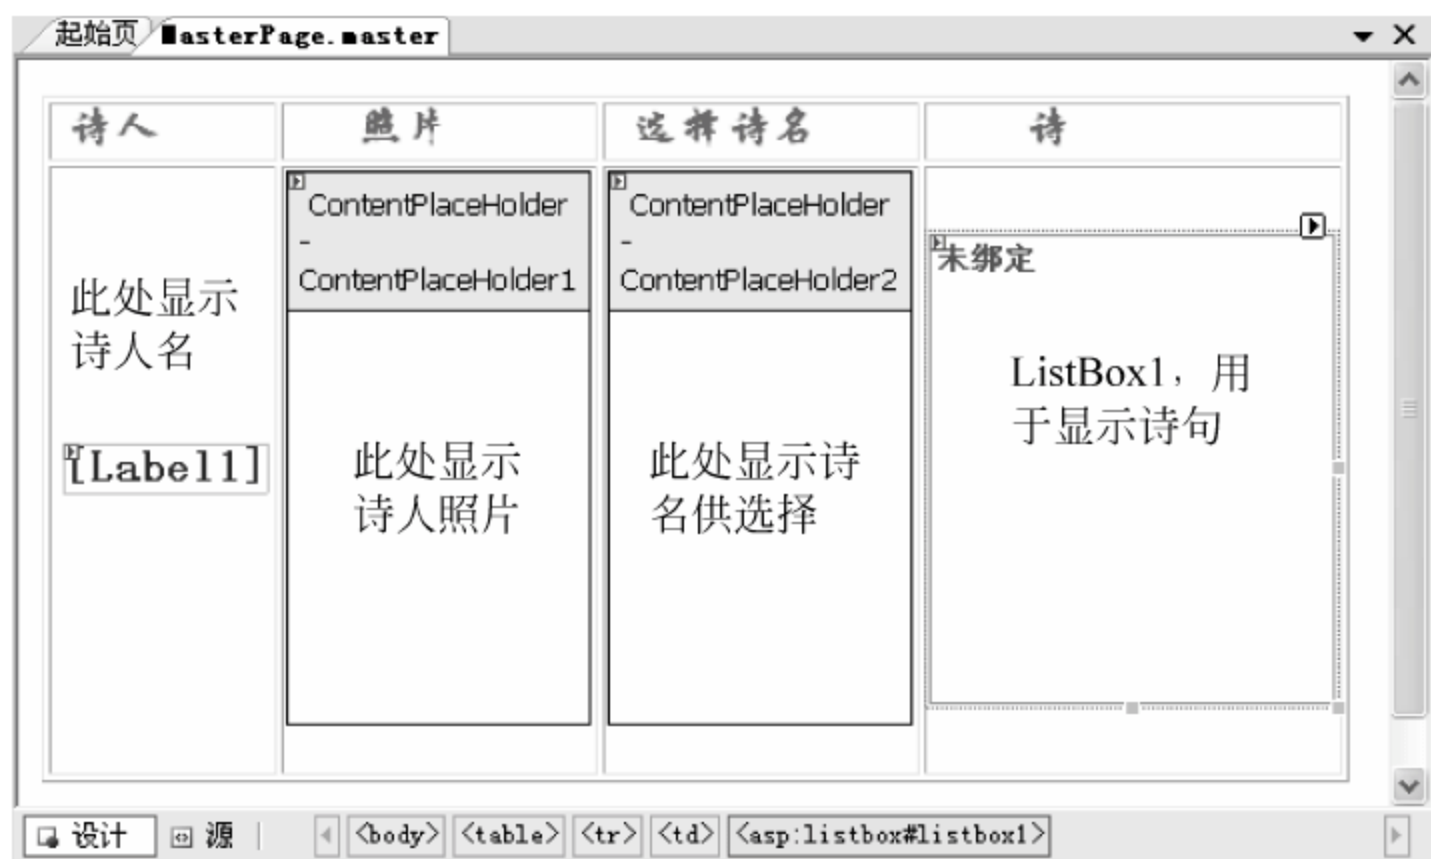 起始页 MasterPage.master
诗人 照片 选择诗名 诗
此处显示
诗人名
[Label1]
ContentPlaceHolder
-
ContentPlaceHolder1
此处显示
诗人照片
ContentPlaceHolder
-
ContentPlaceHolder2
此处显示诗
名供选择
未绑定
ListBox1，用
于显示诗句
设计 源 <body> <table> <tr> <td> <asp:listbox#listbox1>